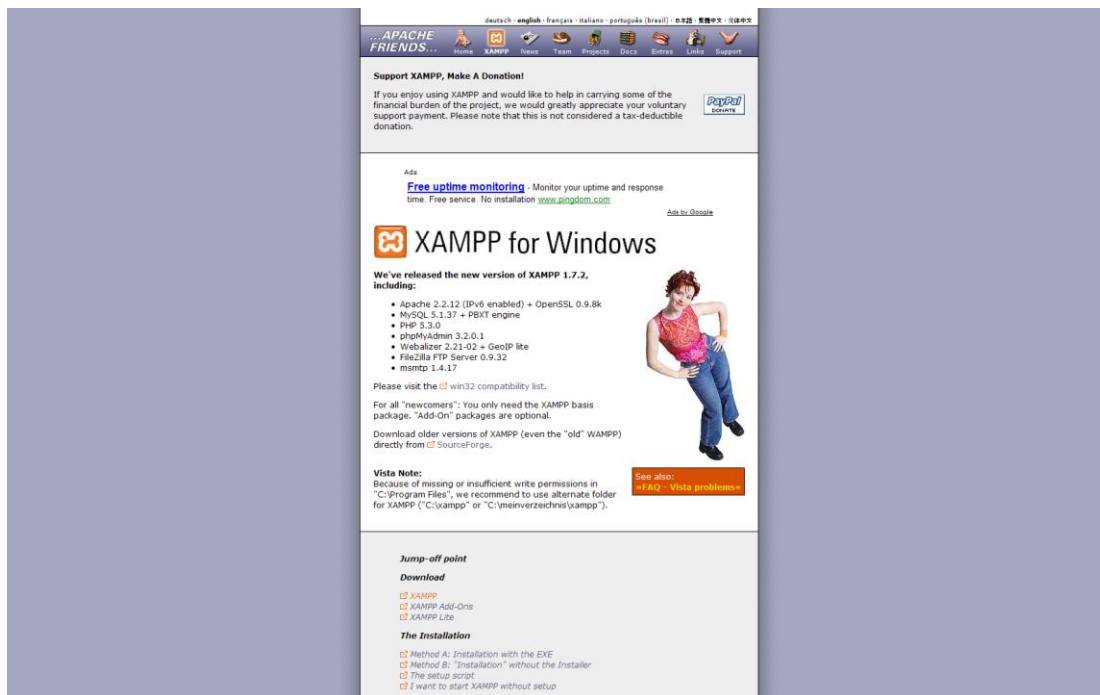 deutsch · english · français · italiano · português (brasil) · 日本語 · 繁體中文 · 简体中文
...APACHE
FRIENDS...
Home XAMPP News Team Projects Docs Extras Links Support
Support XAMPP, Make A Donation!
If you enjoy using XAMPP and would like to help in carrying some of the
financial burden of the project, we would greatly appreciate your voluntary
support payment. Please note that this is not considered a tax-deductible
donation.
PayPal
DONATE
Ads
Free uptime monitoring - Monitor your uptime and response
time. Free service. No installation www.pingdom.com
Ads by Google
XAMPP for Windows
We've released the new version of XAMPP 1.7.2,
including:
• Apache 2.2.12 (IPv6 enabled) + OpenSSL 0.9.8k
• MySQL 5.1.37 + PBXT engine
• PHP 5.3.0
• phpMyAdmin 3.2.0.1
• Webalizer 2.21-02 + GeoIP lite
• FileZilla FTP Server 0.9.32
• msmtp 1.4.17
Please visit the win32 compatibility list.
For all "newcomers": You only need the XAMPP basis
package. "Add-On" packages are optional.
Download older versions of XAMPP (even the "old" WAMPP)
directly from SourceForge.
Vista Note:
Because of missing or insufficient write permissions in
"C:\Program Files", we recommend to use alternate folder
for XAMPP ("C:\xampp" or "C:\meinverzeichnis\xampp").
See also:
»FAQ - Vista problems«
Jump-off point
Download
XAMPP
XAMPP Add-Ons
XAMPP Lite
The Installation
Method A: Installation with the EXE
Method B: "Installation" without the Installer
The setup script
I want to start XAMPP without setup